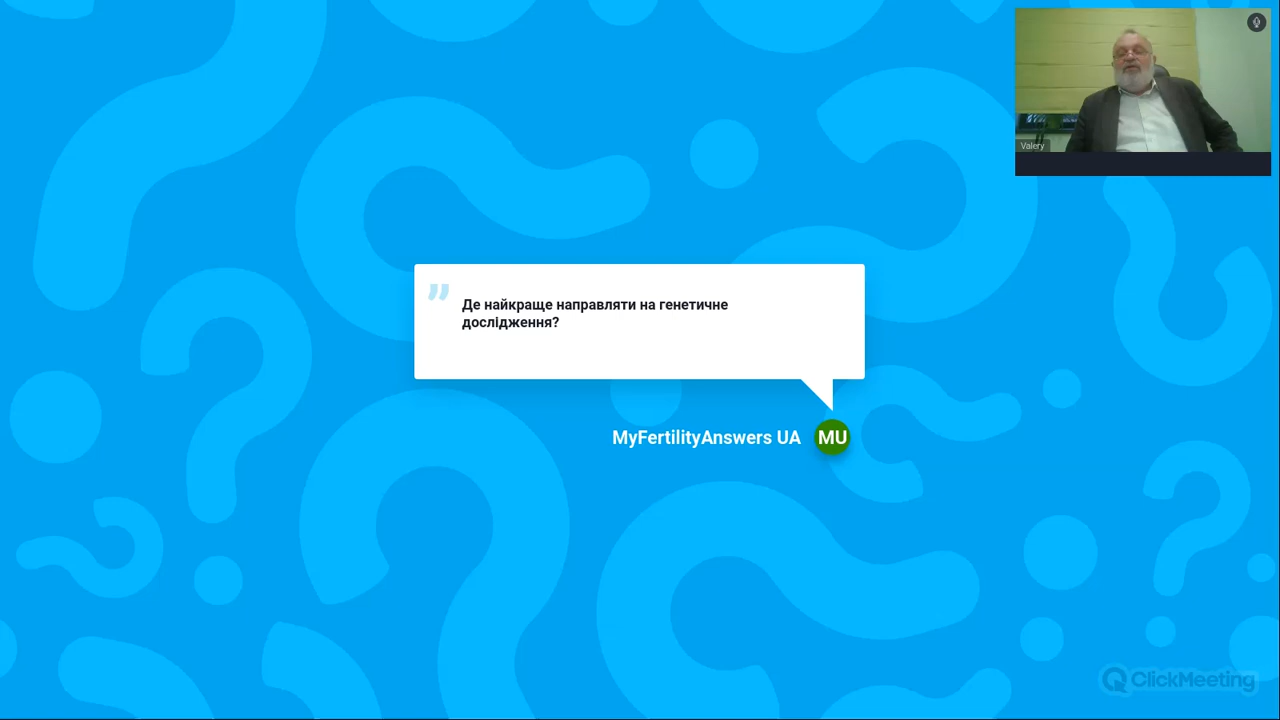 Valery
Де найкраще направляти на генетичне
дослідження?
MyFertilityAnswers UA
MU
ClickMeeting